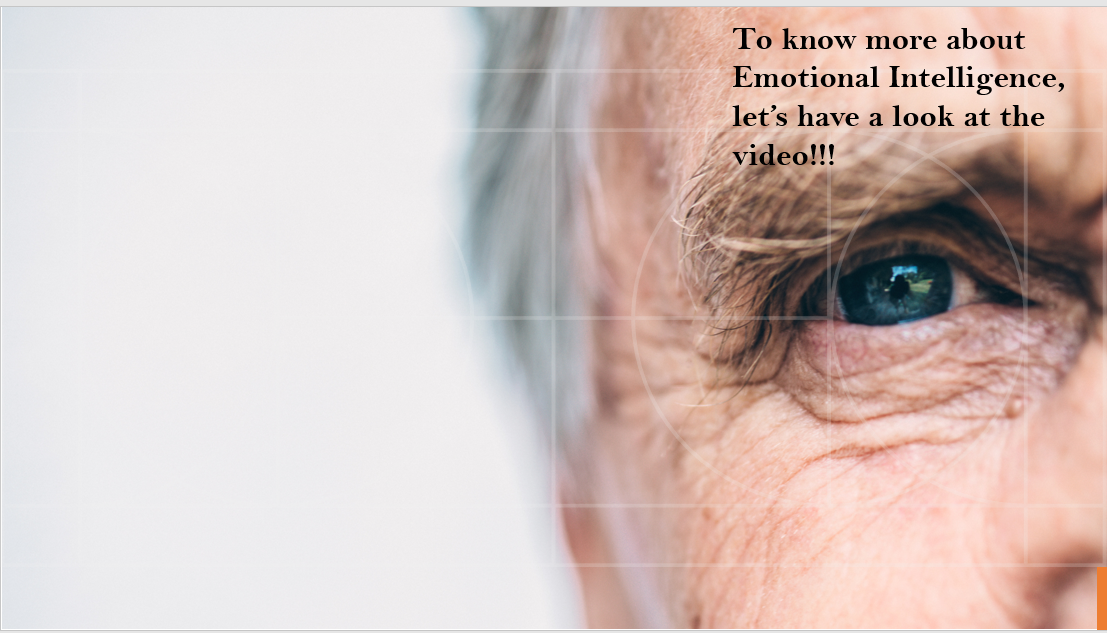 To know more about
Emotional Intelligence,
let’s have a look at the
video!!!